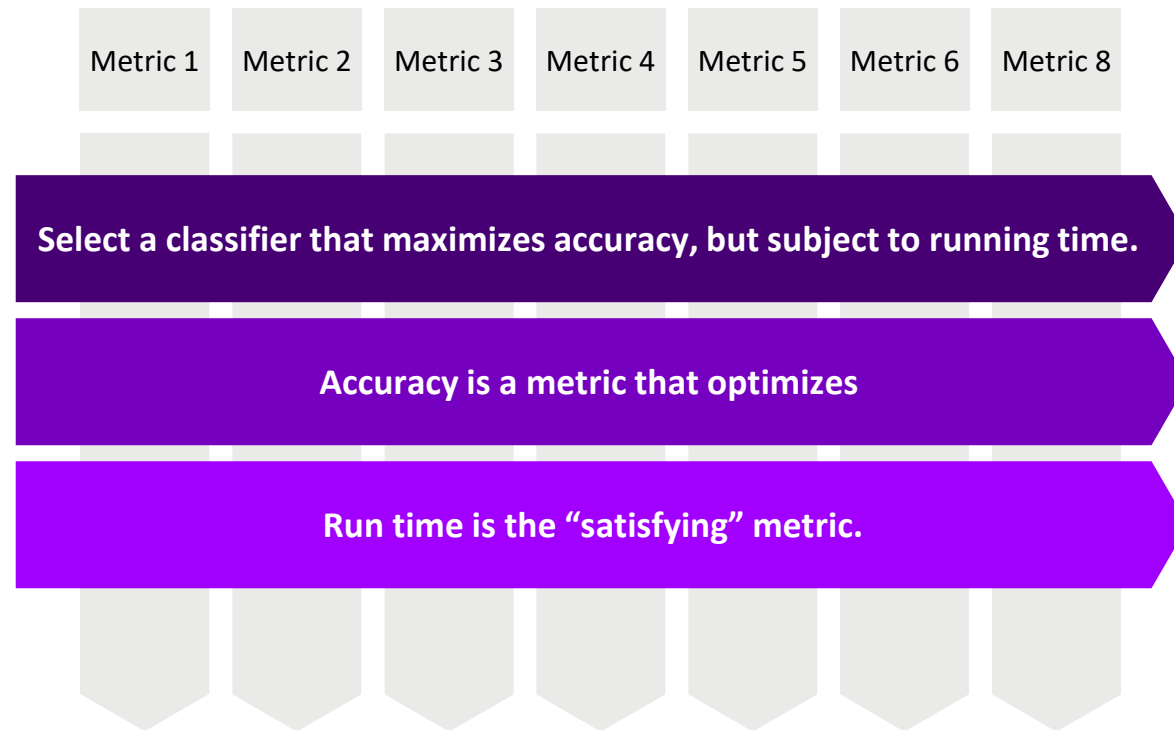 Metric 1 Metric 2 Metric 3 Metric 4 Metric 5 Metric 6 Metric 8
Select a classifier that maximizes accuracy, but subject to running time.
Accuracy is a metric that optimizes
Run time is the “satisfying” metric.